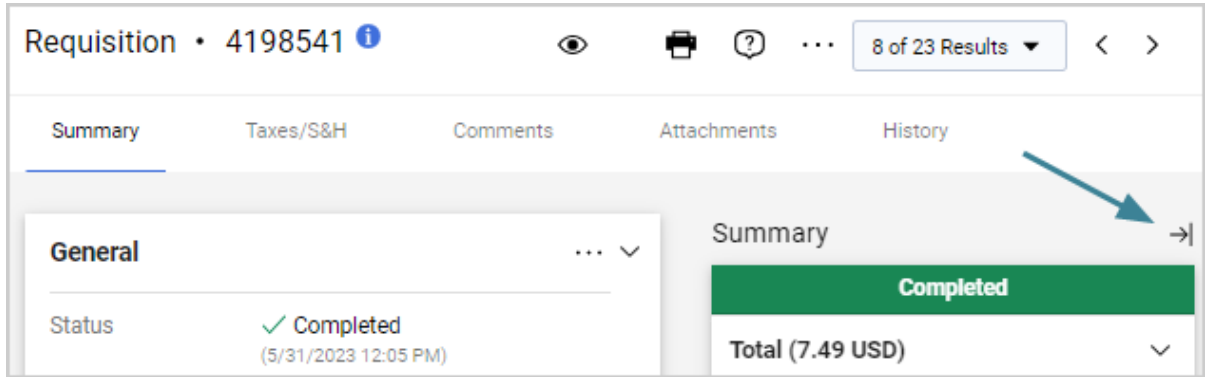 Requisition • 4198541
8 of 23 Results
Summary Taxes/S&H Comments Attachments History
Summary
General
Completed
Status Completed
(5/31/2023 12:05 PM)
Total (7.49 USD)